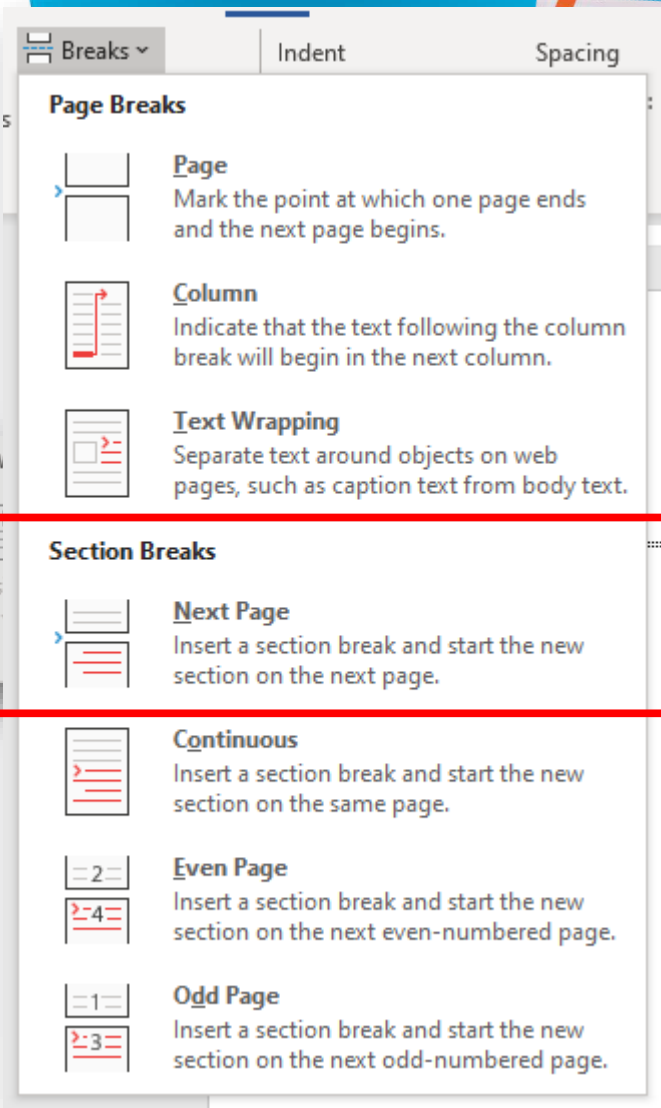 Breaks
Indent
Spacing
s
Page Breaks
Page
Mark the point at which one page ends
and the next page begins.
Column
Indicate that the text following the column
break will begin in the next column.
Text Wrapping
Separate text around objects on web
pages, such as caption text from body text.
Section Breaks
Next Page
Insert a section break and start the new
section on the next page.
Continuous
Insert a section break and start the new
section on the same page.
2
4
Even Page
Insert a section break and start the new
section on the next even-numbered page.
1
3
Odd Page
Insert a section break and start the new
section on the next odd-numbered page.